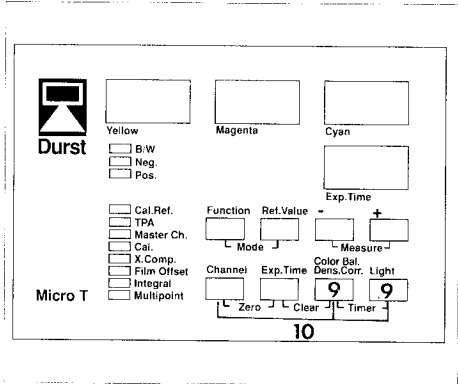 Yellow
Magenta
Cyan
Durst
B/W
Neg.
Pos.
Exp.Time
Cal.Ref.
TPA
Master Ch.
Cal.
X.Comp.
Film Offset
Integral
Multipoint
Function Ref.Value - +
Mode Measure
Color Bal.
Channel Exp.Time Dens.Corr. Light
9 9
Zero Clear Timer
Micro T
10